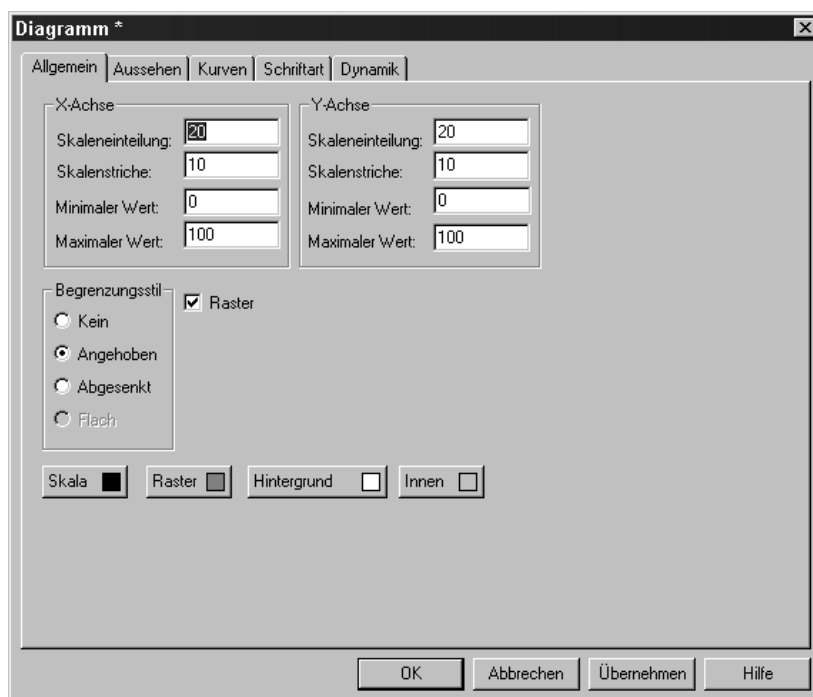 Diagramm *
Allgemein Aussehen Kurven Schriftart Dynamik
X-Achse
Skaleneinteilung: 20
Skalenstriche: 10
Minimaler Wert: 0
Maximaler Wert: 100
Y-Achse
Skaleneinteilung: 20
Skalenstriche: 10
Minimaler Wert: 0
Maximaler Wert: 100
Begrenzungsstil
Kein
Angehoben
Abgesenkt
Flach
Raster
Skala Raster Hintergrund Innen
OK Abbrechen Übernehmen Hilfe